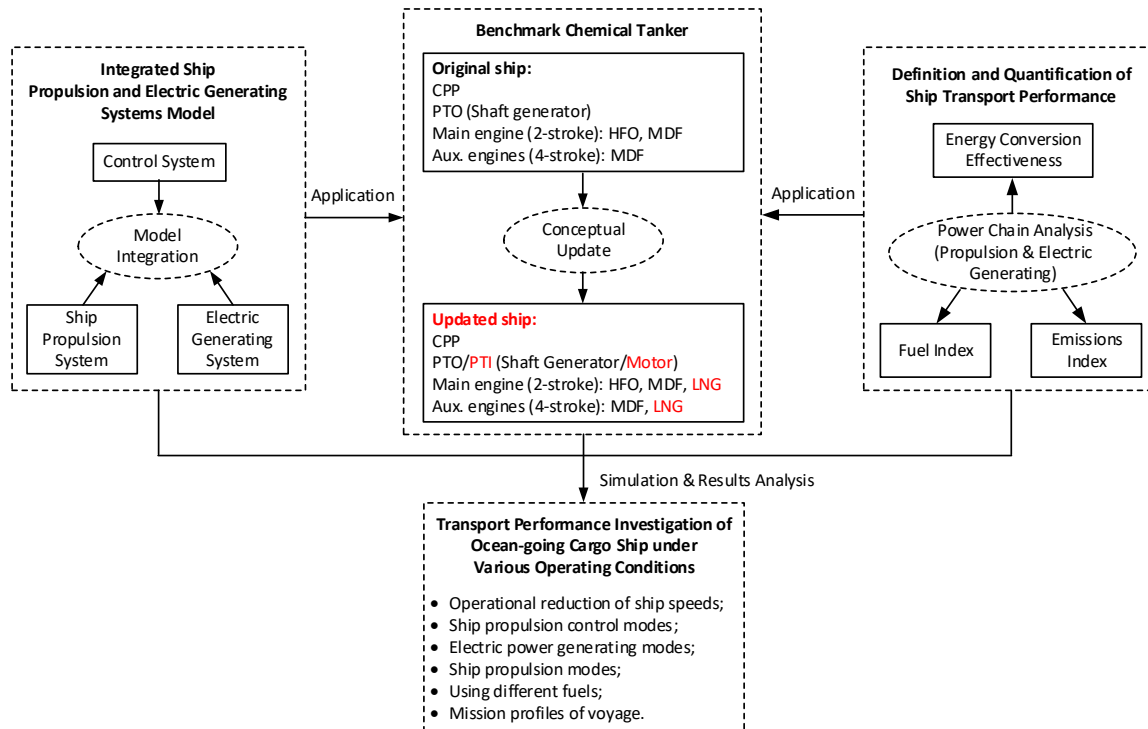 Integrated Ship
Propulsion and Electric Generating
Systems Model
Control System
Model
Integration
Ship
Propulsion
System
Electric
Generating
System
Application
Benchmark Chemical Tanker
Original ship:
CPP
PTO (Shaft generator)
Main engine (2-stroke): HFO, MDF
Aux. engines (4-stroke): MDF
Conceptual
Update
Updated ship:
CPP
PTO/PTI (Shaft Generator/Motor)
Main engine (2-stroke): HFO, MDF, LNG
Aux. engines (4-stroke): MDF, LNG
Application
Definition and Quantification of
Ship Transport Performance
Energy Conversion
Effectiveness
Power Chain Analysis
(Propulsion & Electric
Generating)
Fuel Index
Emissions
Index
Simulation & Results Analysis
Transport Performance Investigation of
Ocean-going Cargo Ship under
Various Operating Conditions
• Operational reduction of ship speeds;
• Ship propulsion control modes;
• Electric power generating modes;
• Ship propulsion modes;
• Using different fuels;
• Mission profiles of voyage.